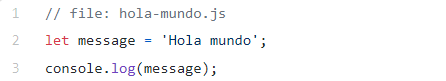 1 // file: hola-mundo.js
2 let message = 'Hola mundo';
3 console.log(message);